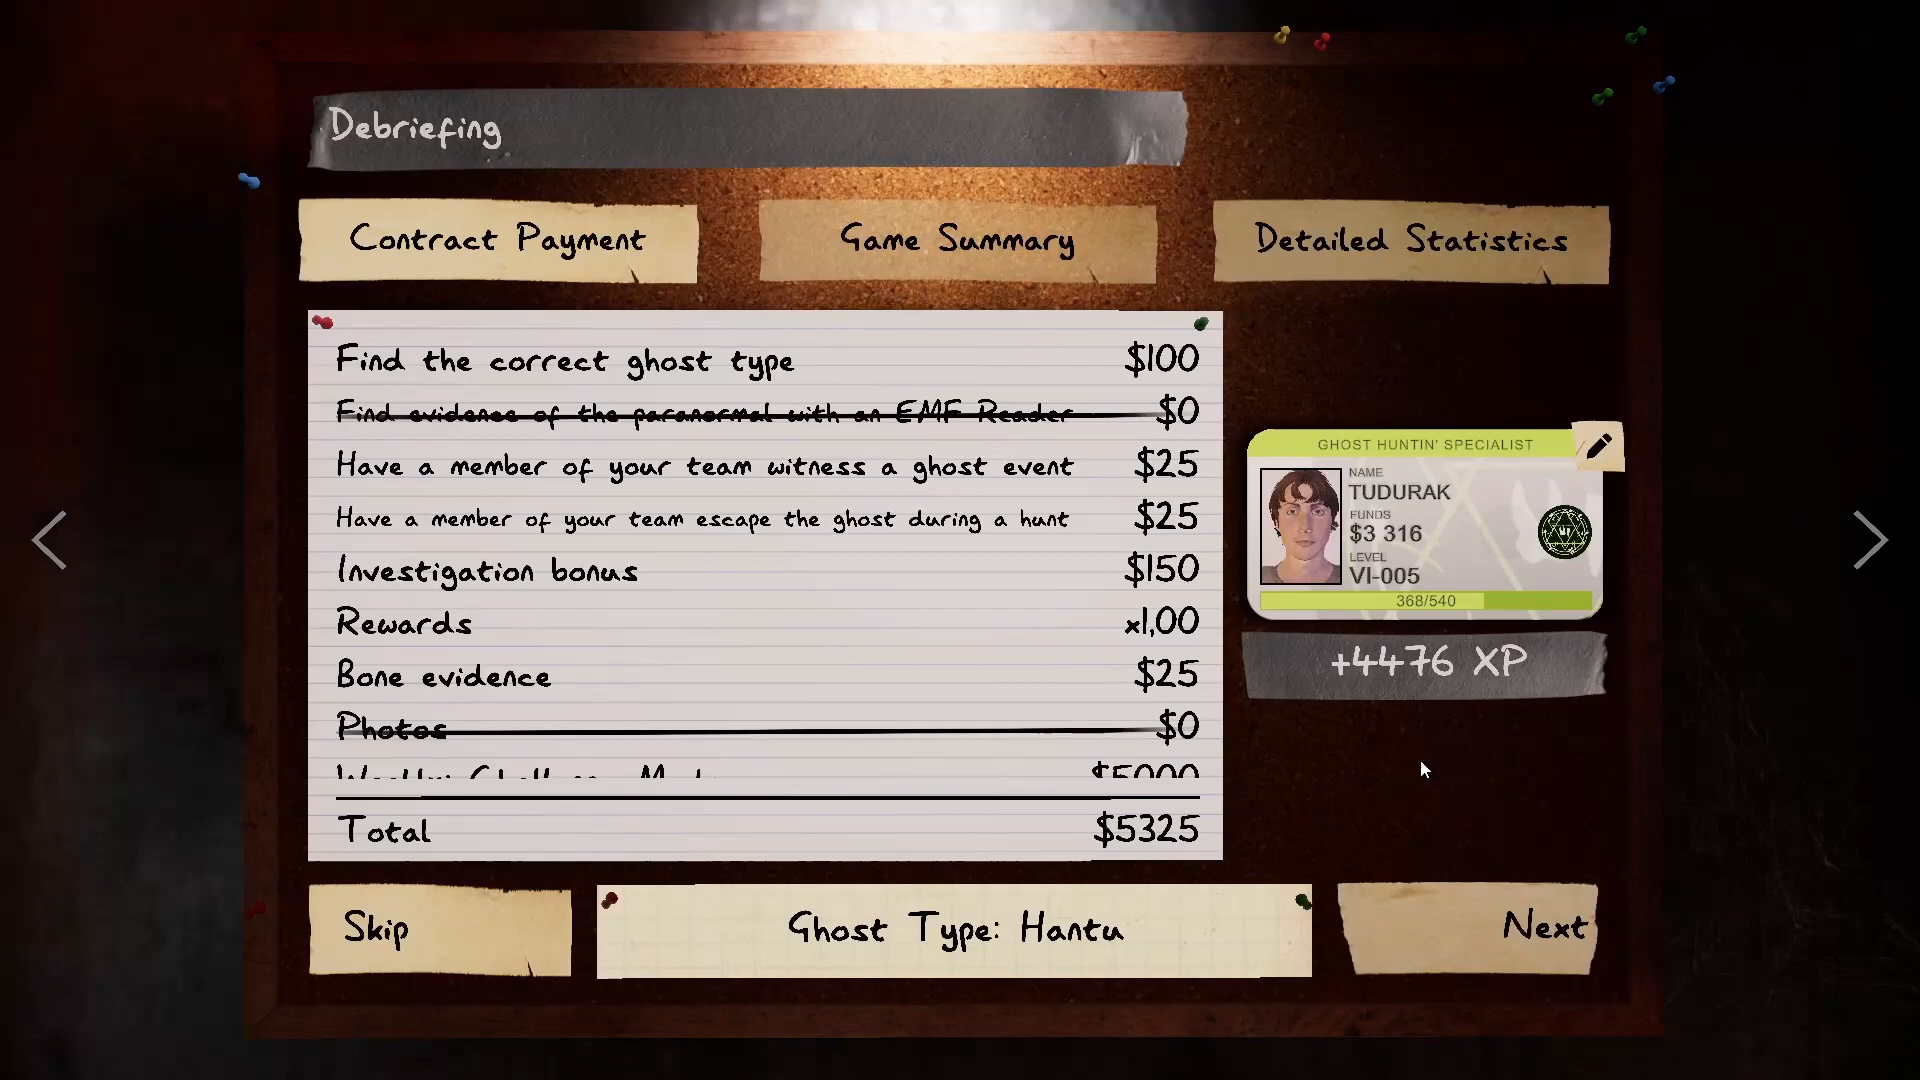 Debriefing
Contract Payment
Game Summary
Detailed Statistics
Find the correct ghost type $100
Find evidence of the paranormal with an EMF Reader $0
Have a member of your team witness a ghost event $25
Have a member of your team escape the ghost during a hunt $25
Investigation bonus $150
Rewards x1,00
Bone evidence $25
Photos $0
$5000
Total $5325
GHOST HUNTIN' SPECIALIST
NAME
TUDURAK
FUNDS
$3 316
LEVEL
VI-005
368/540
+4476 XP
Skip
Ghost Type: Hantu
Next